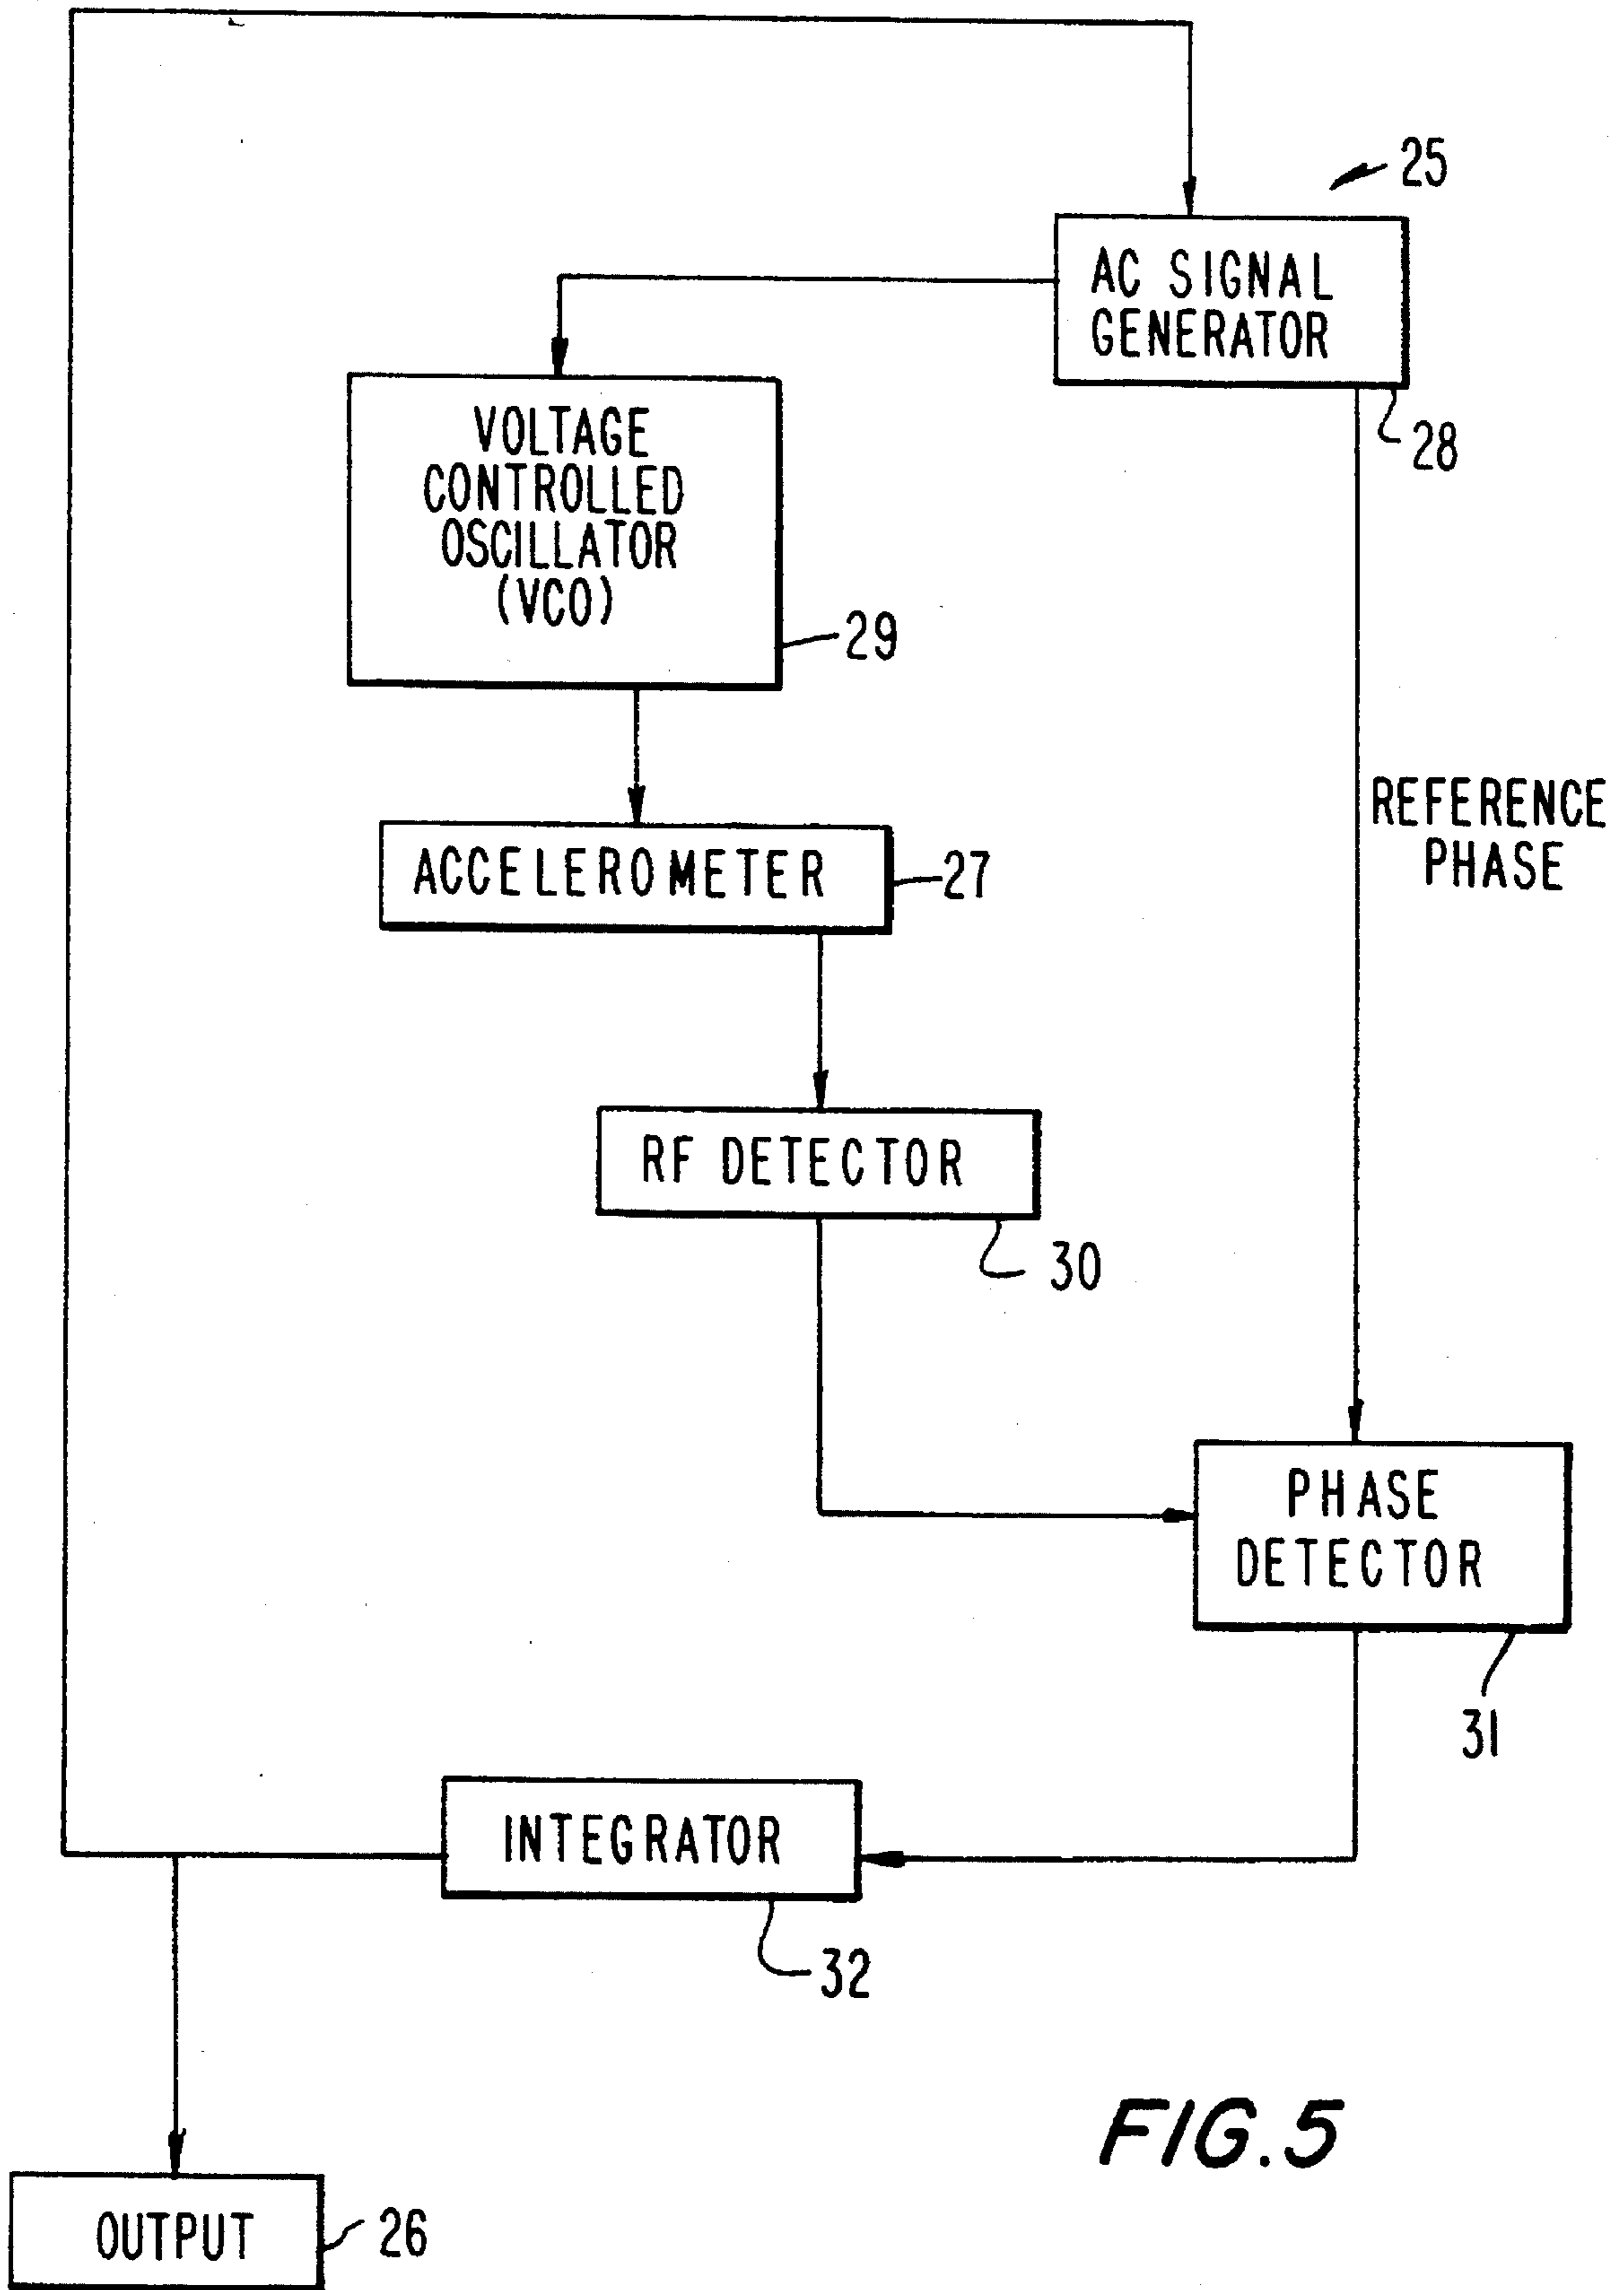 25
AC SIGNAL
GENERATOR
28
VOLTAGE
CONTROLLED
OSCILLATOR
(VCO)
29
REFERENCE
PHASE
ACCELEROMETER
27
RF DETECTOR
30
PHASE
DETECTOR
31
INTEGRATOR
32
OUTPUT
26
FIG. 5